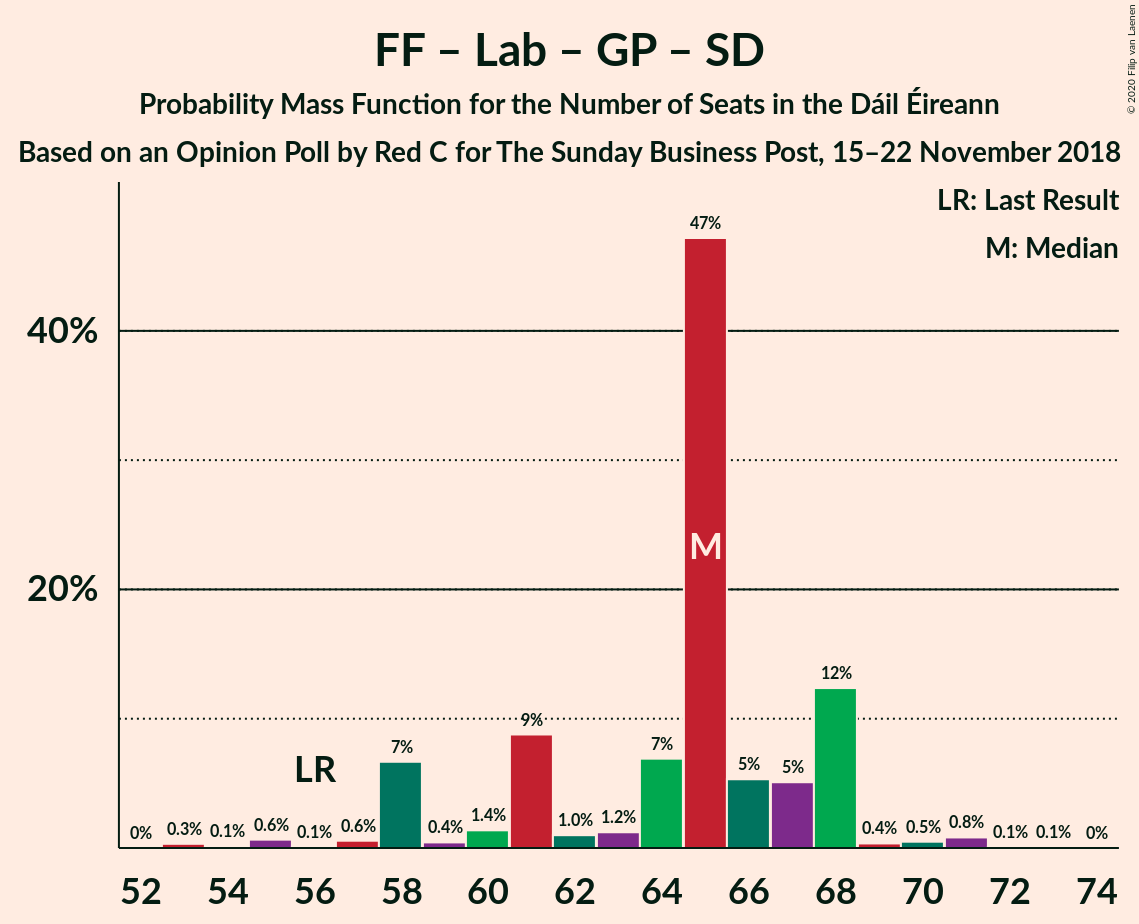 FF – Lab – GP – SD
Probability Mass Function for the Number of Seats in the Dáil Éireann
Based on an Opinion Poll by Red C for The Sunday Business Post, 15–22 November 2018
© 2020 Filip van Laenen
LR: Last Result
M: Median
47%
40%
M
20%
12%
9%
7%
7%
5%
5%
LR
0%
0.3%
0.1%
0.6%
0.1%
0.6%
0.4%
1.4%
1.0%
1.2%
0.4%
0.5%
0.8%
0.1%
0.1%
0%
52 54 56 58 60 62 64 66 68 70 72 74